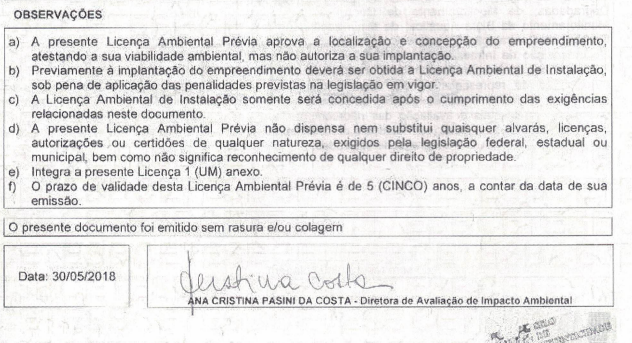 OBSERVAÇÕES
a) A presente Licença Ambiental Prévia aprova a localização e concepção do empreendimento,
atestando a sua viabilidade ambiental, mas não autoriza a sua implantação.
b) Previamente à implantação do empreendimento deverá ser obtida a Licença Ambiental de Instalação,
sob pena de aplicação das penalidades previstas na legislação em vigor.
c) A Licença Ambiental de Instalação somente será concedida após o cumprimento das exigências
relacionadas neste documento.
d) A presente Licença Ambiental Prévia não dispensa nem substitui quaisquer alvarás, licenças,
autorizações ou certidões de qualquer natureza, exigidos pela legislação federal, estadual ou
municipal, bem como não significa reconhecimento de qualquer direito de propriedade.
e) Integra a presente Licença 1 (UM) anexo.
f) O prazo de validade desta Licença Ambiental Prévia é de 5 (CINCO) anos, a contar da data de sua
emissão.
O presente documento foi emitido sem rasura e/ou colagem
Data: 30/05/2018
Cristina Costa
ANA CRISTINA PASINI DA COSTA - Diretora de Avaliação de Impacto Ambiental
SELO
DE